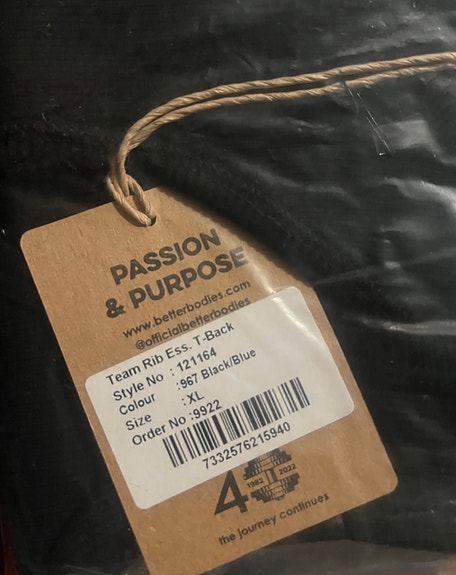 PASSION
& PURPOSE
www.betterbodies.com
@officialbetterbodies
Team Rib Ess. T-Back
Style No : 121164
Colour :967 Black/Blue
Size : XL
Order No :9922
7332576215940
4
1982 2022
the journey continues